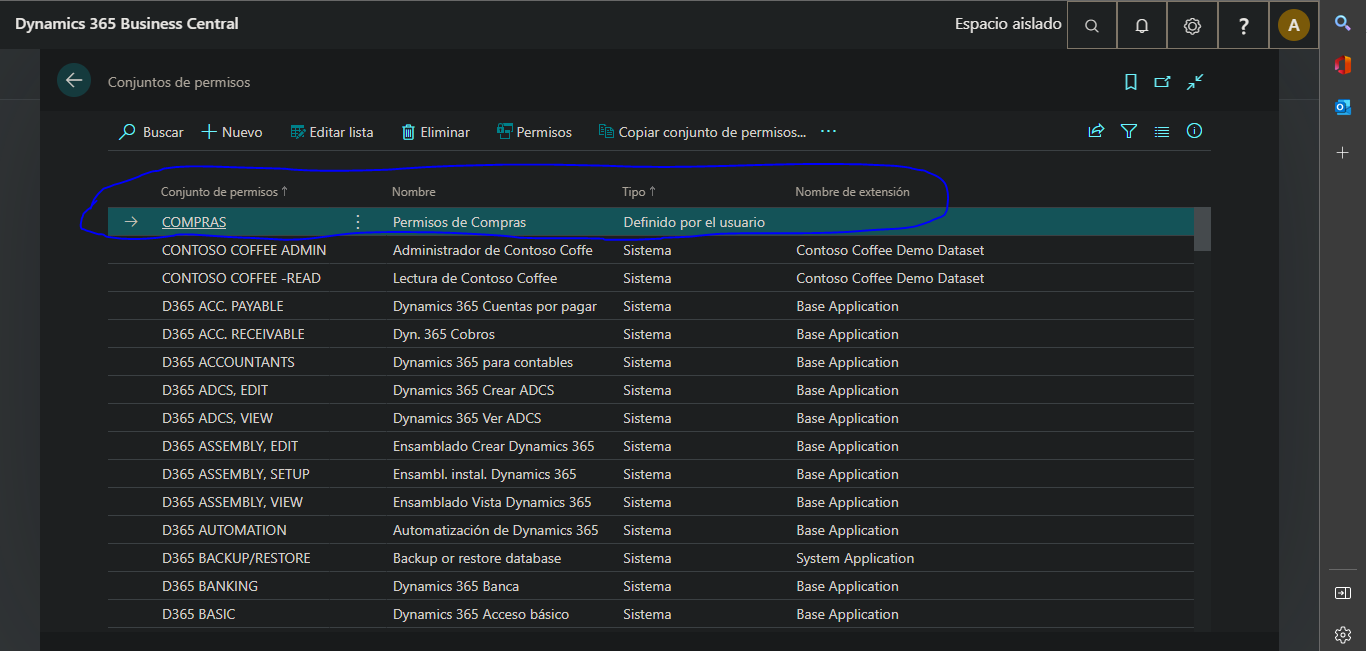 Dynamics 365 Business Central Espacio aislado ? A
Conjuntos de permisos
Buscar Nuevo Editar lista Eliminar Permisos Copiar conjunto de permisos... ...
Conjunto de permisos ↑ Nombre Tipo ↑ Nombre de extensión
→ COMPRAS Permisos de Compras Definido por el usuario
CONTOSO COFFEE ADMIN Administrador de Contoso Coffe Sistema Contoso Coffee Demo Dataset
CONTOSO COFFEE -READ Lectura de Contoso Coffee Sistema Contoso Coffee Demo Dataset
D365 ACC. PAYABLE Dynamics 365 Cuentas por pagar Sistema Base Application
D365 ACC. RECEIVABLE Dyn. 365 Cobros Sistema Base Application
D365 ACCOUNTANTS Dynamics 365 para contables Sistema Base Application
D365 ADCS, EDIT Dynamics 365 Crear ADCS Sistema Base Application
D365 ADCS, VIEW Dynamics 365 Ver ADCS Sistema Base Application
D365 ASSEMBLY, EDIT Ensamblado Crear Dynamics 365 Sistema Base Application
D365 ASSEMBLY, SETUP Ensambl. instal. Dynamics 365 Sistema Base Application
D365 ASSEMBLY, VIEW Ensamblado Vista Dynamics 365 Sistema Base Application
D365 AUTOMATION Automatización de Dynamics 365 Sistema Base Application
D365 BACKUP/RESTORE Backup or restore database Sistema System Application
D365 BANKING Dynamics 365 Banca Sistema Base Application
D365 BASIC Dynamics 365 Acceso básico Sistema Base Application